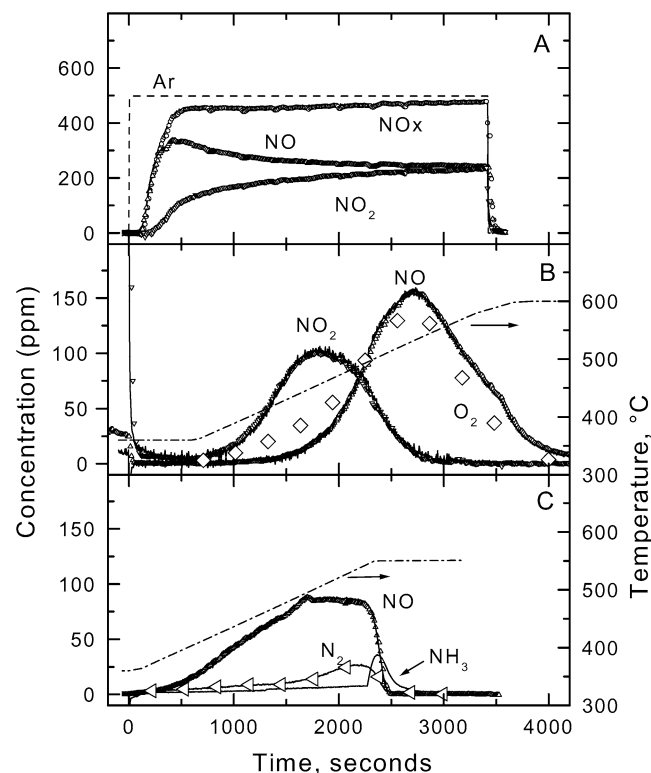 A
600
Ar
NOx
400
NO
200
NO2
0
B
NO
150
600
NO2
100
500
50
O2
400
0
300
C
150
600
100
NO
500
50
N2
NH3
400
0
300
0 1000 2000 3000 4000
Time, seconds
Concentration (ppm)
Temperature, °C